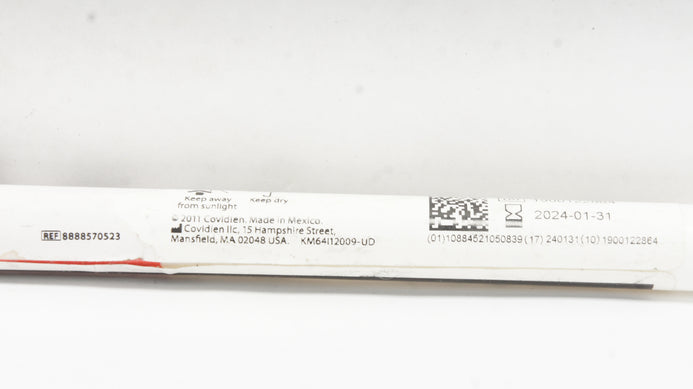 Keep away
from sunlight
Keep dry
© 2011 Covidien. Made in Mexico.
Covidien llc, 15 Hampshire Street,
Mansfield, MA 02048 USA. KM64I12009-UD
REF 8888570523
2024-01-31
(01)10884521050839(17)240131(10)1900122864